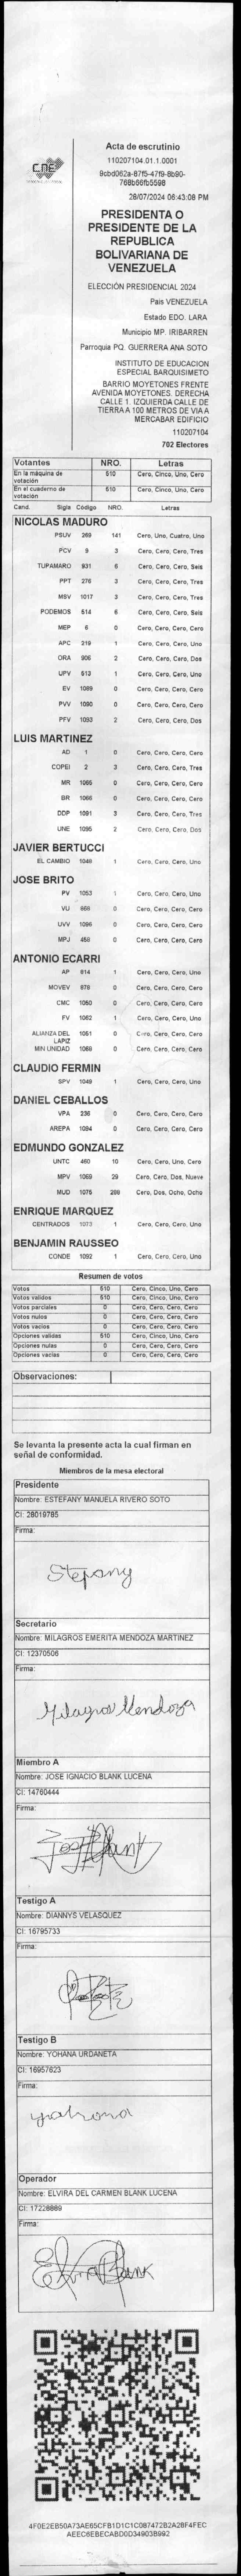 CNE
Acta de escrutinio
110207104.01.1.0001
9cbd062a-87f5-47f9-8b90-
768b66fb5598
28/07/2024 06:43:08 PM
PRESIDENTA O
PRESIDENTE DE LA
REPUBLICA
BOLIVARIANA DE
VENEZUELA
ELECCIÓN PRESIDENCIAL 2024
Pais VENEZUELA
Estado EDO. LARA
Municipio MP. IRIBARREN
Parroquia PQ. GUERRERA ANA SOTO
INSTITUTO DE EDUCACION
ESPECIAL BARQUISIMETO
BARRIO MOYETONES FRENTE
AVENIDA MOYETONES. DERECHA
CALLE 1. IZQUIERDA CALLE DE
TIERRA A 100 METROS DE VIA A
MERCABAR EDIFICIO
110207104
702 Electores
Votantes NRO. Letras
En la máquina de votación 510 Cero, Cinco, Uno, Cero
En el cuaderno de votación 510 Cero, Cinco, Uno, Cero
Cand. Sigla Código NRO. Letras
NICOLAS MADURO
PSUV 269 141 Cero, Uno, Cuatro, Uno
PCV 9 3 Cero, Cero, Cero, Tres
TUPAMARO 931 6 Cero, Cero, Cero, Seis
PPT 276 3 Cero, Cero, Cero, Tres
MSV 1017 3 Cero, Cero, Cero, Tres
PODEMOS 514 6 Cero, Cero, Cero, Seis
MEP 6 0 Cero, Cero, Cero, Cero
APC 219 1 Cero, Cero, Cero, Uno
ORA 906 2 Cero, Cero, Cero, Dos
UPV 513 1 Cero, Cero, Cero, Uno
EV 1089 0 Cero, Cero, Cero, Cero
PVV 1090 0 Cero, Cero, Cero, Cero
PFV 1093 2 Cero, Cero, Cero, Dos
LUIS MARTINEZ
AD 1 0 Cero, Cero, Cero, Cero
COPEI 2 3 Cero, Cero, Cero, Tres
MR 1065 0 Cero, Cero, Cero, Cero
BR 1066 0 Cero, Cero, Cero, Cero
DDP 1091 3 Cero, Cero, Cero, Tres
UNE 1095 2 Cero, Cero, Cero, Dos
JAVIER BERTUCCI
EL CAMBIO 1046 1 Cero, Cero, Cero, Uno
JOSE BRITO
PV 1053 1 Cero, Cero, Cero, Uno
VU 868 0 Cero, Cero, Cero, Cero
UVV 1096 0 Cero, Cero, Cero, Cero
MPJ 458 0 Cero, Cero, Cero, Cero
ANTONIO ECARRI
AP 614 1 Cero, Cero, Cero, Uno
MOVEV 678 0 Cero, Cero, Cero, Cero
CMC 1050 0 Cero, Cero, Cero, Cero
FV 1062 1 Cero, Cero, Cero, Uno
ALIANZA DEL LAPIZ 1051 0 Cero, Cero, Cero, Cero
MIN UNIDAD 1068 0 Cero, Cero, Cero, Cero
CLAUDIO FERMIN
SPV 1049 1 Cero, Cero, Cero, Uno
DANIEL CEBALLOS
VPA 236 0 Cero, Cero, Cero, Cero
AREPA 1094 0 Cero, Cero, Cero, Cero
EDMUNDO GONZALEZ
UNTC 460 10 Cero, Cero, Uno, Cero
MPV 1069 29 Cero, Cero, Dos, Nueve
MUD 1075 288 Cero, Dos, Ocho, Ocho
ENRIQUE MARQUEZ
CENTRADOS 1073 1 Cero, Cero, Cero, Uno
BENJAMIN RAUSSEO
CONDE 1092 1 Cero, Cero, Cero, Uno
Resumen de votos
Votos 510 Cero, Cinco, Uno, Cero
Votos validos 510 Cero, Cinco, Uno, Cero
Votos parciales 0 Cero, Cero, Cero, Cero
Votos nulos 0 Cero, Cero, Cero, Cero
Votos vacios 0 Cero, Cero, Cero, Cero
Opciones validas 510 Cero, Cinco, Uno, Cero
Opciones nulas 0 Cero, Cero, Cero, Cero
Opciones vacias 0 Cero, Cero, Cero, Cero
Observaciones:
Se levanta la presente acta la cual firman en
señal de conformidad.
Miembros de la mesa electoral
Presidente
Nombre: ESTEFANY MANUELA RIVERO SOTO
CI: 28019785
Firma:
Stefany
Secretario
Nombre: MILAGROS EMERITA MENDOZA MARTINEZ
CI: 12370506
Firma:
Milagros Mendoza
Miembro A
Nombre: JOSE IGNACIO BLANK LUCENA
CI: 14760444
Firma:
Testigo A
Nombre: DIANNYS VELASQUEZ
CI: 16795733
Firma:
Testigo B
Nombre: YOHANA URDANETA
CI: 16957623
Firma:
yohana
Operador
Nombre: ELVIRA DEL CARMEN BLANK LUCENA
CI: 17228889
Firma:
Elvira Blank
4F0E2EB50A73AE65CFB1D1C1C087472B2A28F4FEC
AEEC6EBECABD0D34903B992